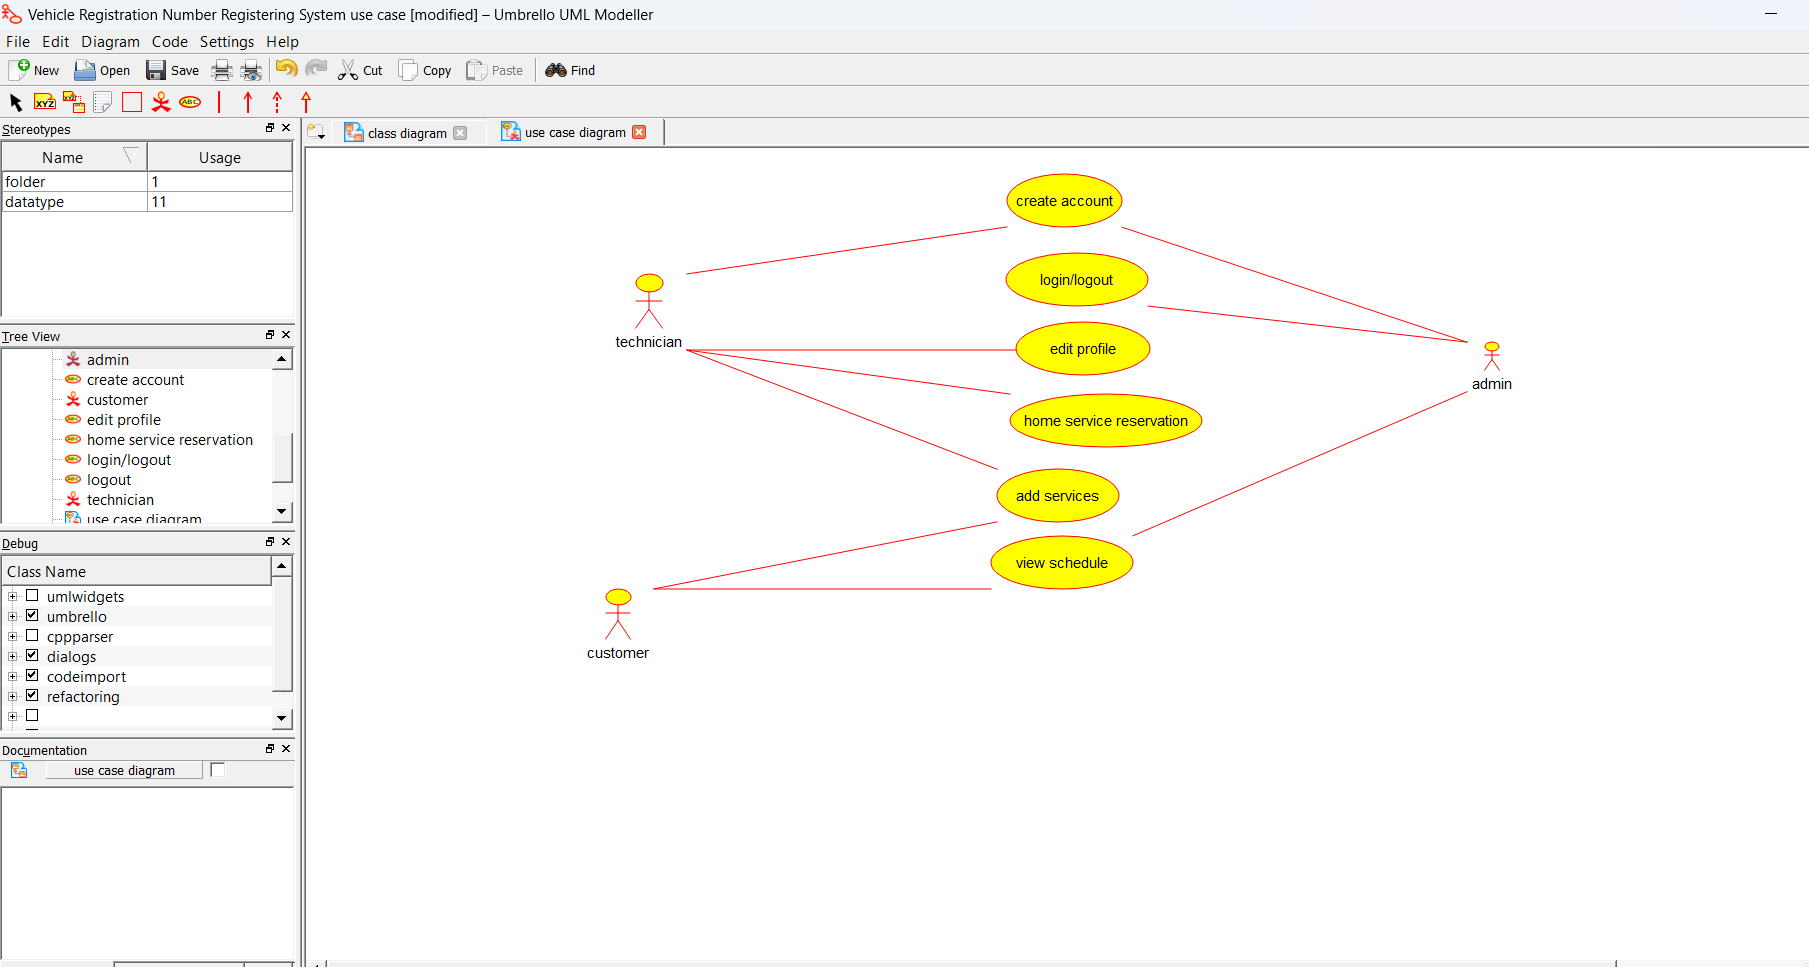 Vehicle Registration Number Registering System use case [modified] – Umbrello UML Modeller
File Edit Diagram Code Settings Help
New Open Save Cut Copy Paste Find
XYZ XYZ ABC
Stereotypes
Name Usage
folder 1
datatype 11
Tree View
admin
create account
customer
edit profile
home service reservation
login/logout
logout
technician
use case diagram
Debug
Class Name
umlwidgets
umbrello
cppparser
dialogs
codeimport
refactoring
Documentation
use case diagram
class diagram use case diagram
create account
login/logout
technician
edit profile
admin
home service reservation
add services
view schedule
customer